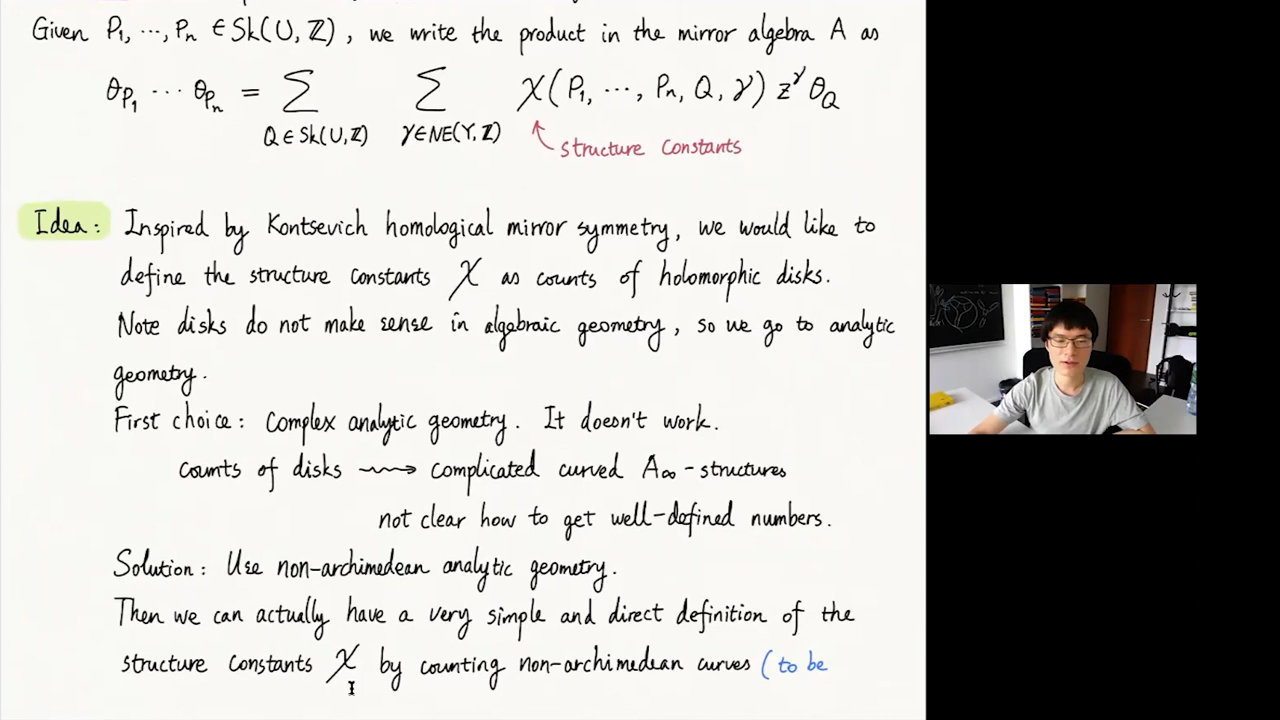 Given P₁, ⋯, Pₙ ∈ Sk(U, ℤ), we write the product in the mirror algebra A as
θ_{P₁} ⋯ θ_{Pₙ} = ∑_{Q∈Sk(U,ℤ)} ∑_{γ∈NE(Y,ℤ)} χ(P₁, ⋯, Pₙ, Q, γ) z^γ θ_Q
structure constants
Idea: Inspired by Kontsevich homological mirror symmetry, we would like to
define the structure constants χ as counts of holomorphic disks.
Note disks do not make sense in algebraic geometry, so we go to analytic
geometry.
First choice: Complex analytic geometry. It doesn't work.
counts of disks ⟿ complicated curved A∞-structures
not clear how to get well-defined numbers.
Solution: Use non-archimedean analytic geometry.
Then we can actually have a very simple and direct definition of the
structure constants χ by counting non-archimedean curves (to be